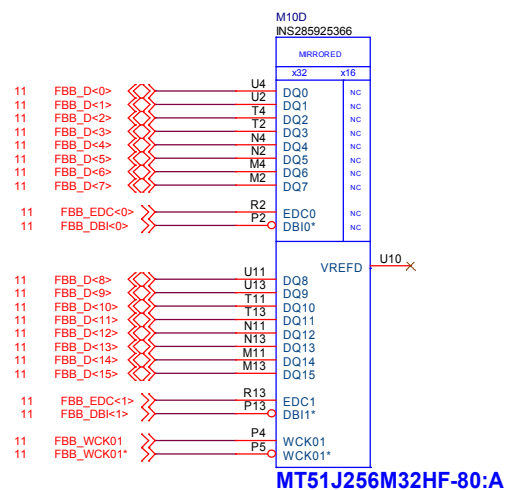 M10D
INS285925366
MIRRORED
x32 x16
11 FBB_D<0> U4 DQ0 NC
11 FBB_D<1> U2 DQ1 NC
11 FBB_D<2> T4 DQ2 NC
11 FBB_D<3> T2 DQ3 NC
11 FBB_D<4> N4 DQ4 NC
11 FBB_D<5> N2 DQ5 NC
11 FBB_D<6> M4 DQ6 NC
11 FBB_D<7> M2 DQ7 NC
11 FBB_EDC<0> R2 EDC0 NC
11 FBB_DBI<0> P2 DBI0* NC
VREFD U10
11 FBB_D<8> U11 DQ8
11 FBB_D<9> U13 DQ9
11 FBB_D<10> T11 DQ10
11 FBB_D<11> T13 DQ11
11 FBB_D<12> N11 DQ12
11 FBB_D<13> N13 DQ13
11 FBB_D<14> M11 DQ14
11 FBB_D<15> M13 DQ15
11 FBB_EDC<1> R13 EDC1
11 FBB_DBI<1> P13 DBI1*
11 FBB_WCK01 P4 WCK01
11 FBB_WCK01* P5 WCK01*
MT51J256M32HF-80:A